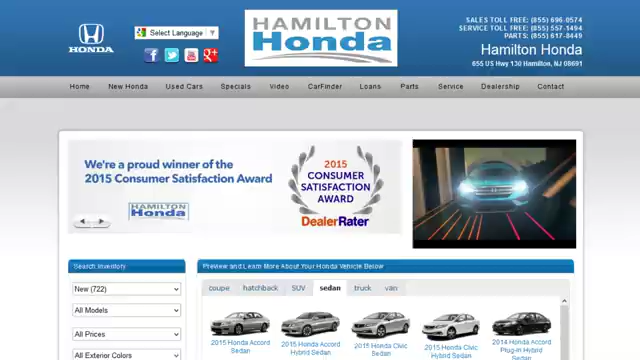 HONDA
Select Language
HAMILTON
Honda
SALES TOLL FREE: (855) 696-0574
SERVICE TOLL FREE: (855) 557-1494
PARTS: (855) 617-8449
Hamilton Honda
655 US Hwy 130 Hamilton, NJ 08691
Home New Honda Used Cars Specials Video CarFinder Loans Parts Service Dealership Contact
We're a proud winner of the
2015 Consumer Satisfaction Award
HAMILTON
Honda
2015
CONSUMER
SATISFACTION
AWARD
DealerRater
Search Inventory
New (722)
All Models
All Prices
All Exterior Colors
Preview and Learn More About Your Honda Vehicle Below
coupe hatchback SUV sedan truck van
2015 Honda Accord Sedan
2015 Honda Accord Hybrid Sedan
2015 Honda Civic Sedan
2015 Honda Civic Hybrid Sedan
2014 Honda Accord Plug-In Hybrid Sedan